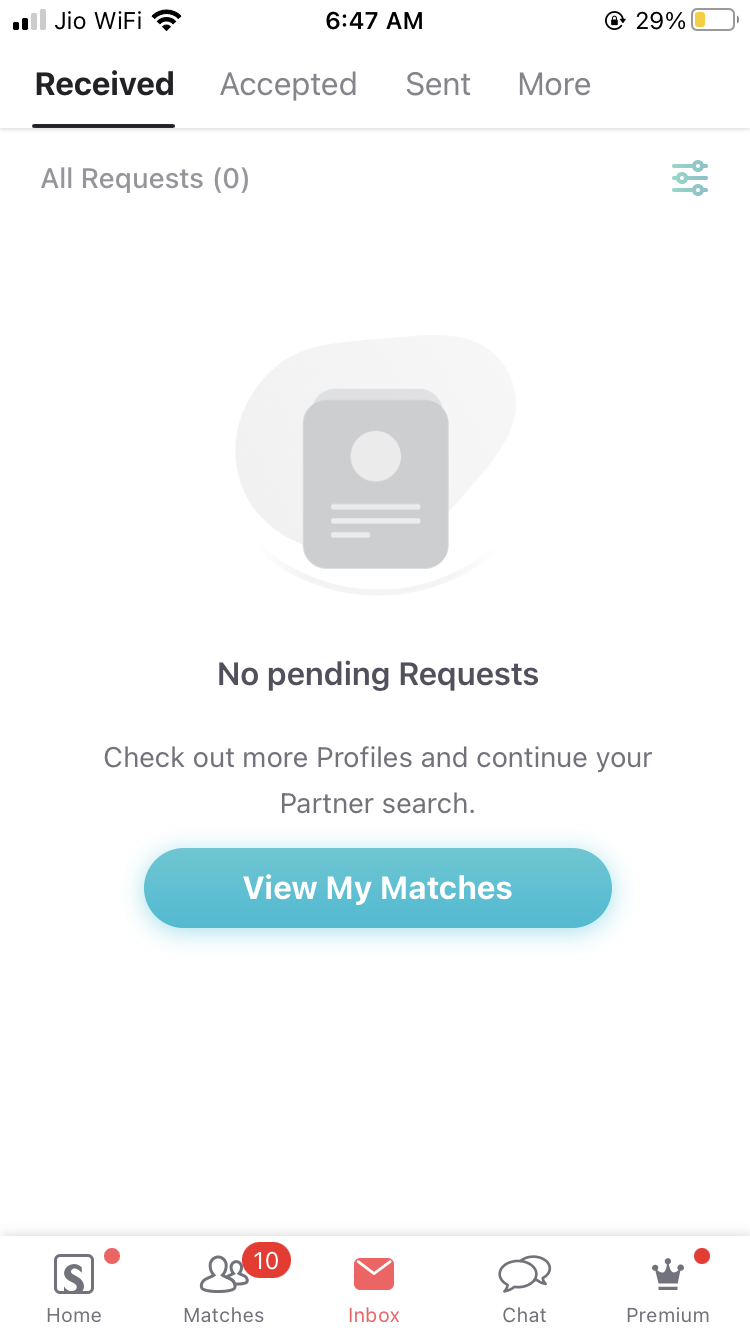 Jio WiFi 6:47 AM 29%
Received Accepted Sent More
All Requests (0)
No pending Requests
Check out more Profiles and continue your
Partner search.
View My Matches
S 10
Home Matches Inbox Chat Premium